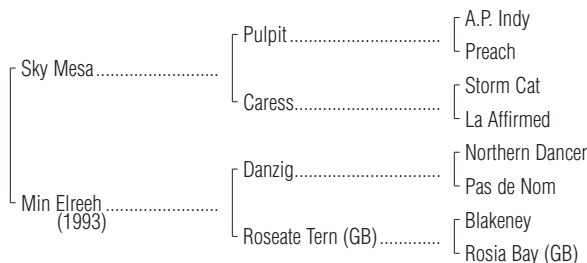 A.P. Indy
Pulpit
Preach
Sky Mesa
Storm Cat
Caress
La Affirmed
Northern Dancer
Danzig
Pas de Nom
Min Elreeh
(1993)
Blakeney
Roseate Tern (GB)
Rosia Bay (GB)